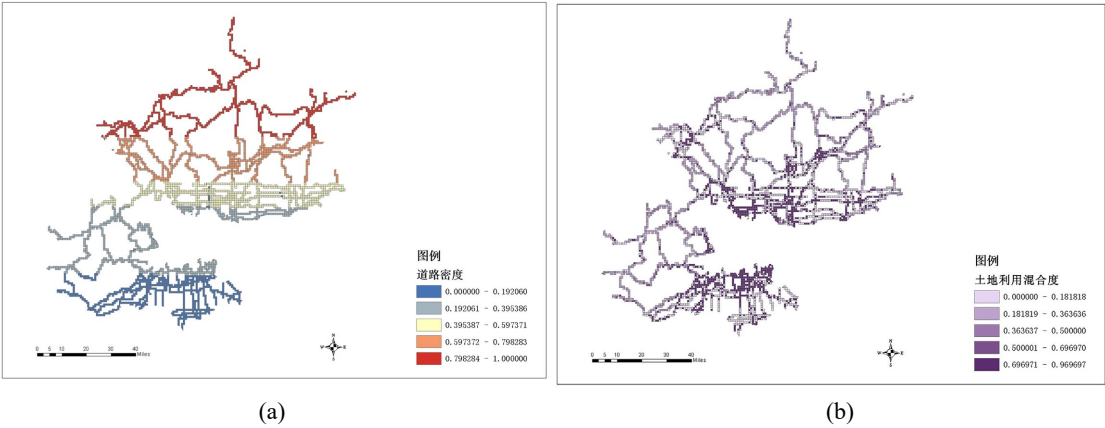 图例
道路密度
0.000000 - 0.192060
0.192061 - 0.395386
0.395387 - 0.597371
0.597372 - 0.798283
0.798284 - 1.000000
N
W E
S
0 5 10 20 30 40 Miles
(a)
图例
土地利用混合度
0.000000 - 0.181818
0.181819 - 0.363636
0.363637 - 0.500000
0.500001 - 0.696970
0.696971 - 0.969697
N
W E
S
0 5 10 20 30 40 Miles
(b)